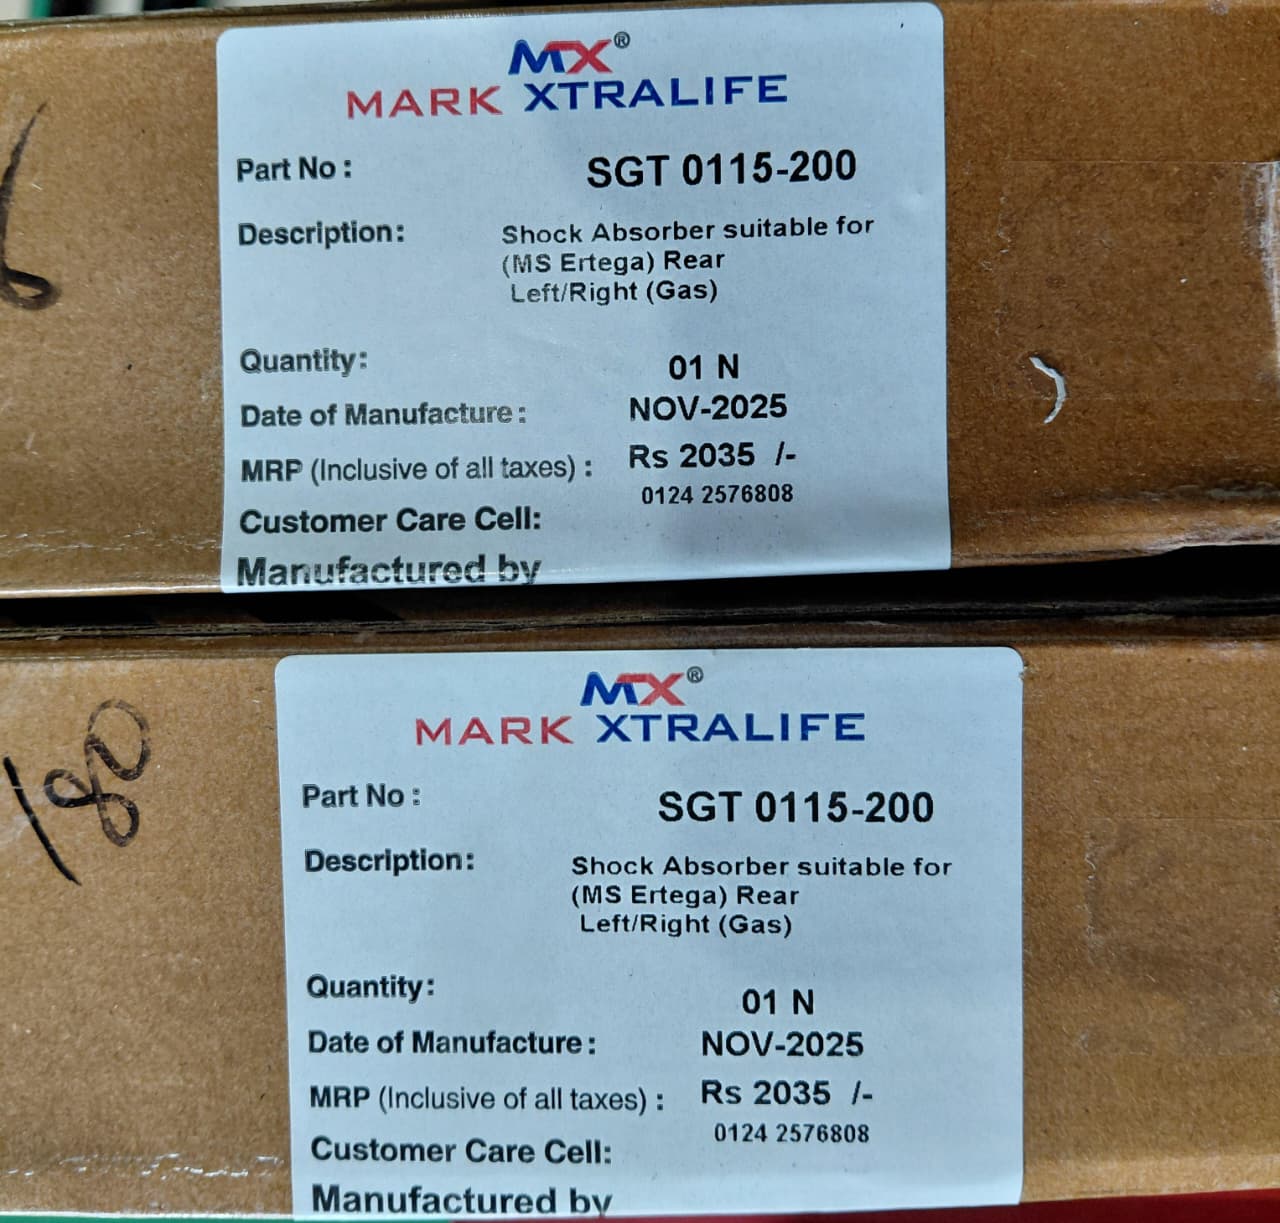 MX®
MARK XTRALIFE
Part No : SGT 0115-200
Description: Shock Absorber suitable for
(MS Ertega) Rear
Left/Right (Gas)
Quantity: 01 N
Date of Manufacture: NOV-2025
MRP (Inclusive of all taxes) : Rs 2035 /-
0124 2576808
Customer Care Cell:
Manufactured by
180
MX®
MARK XTRALIFE
Part No : SGT 0115-200
Description: Shock Absorber suitable for
(MS Ertega) Rear
Left/Right (Gas)
Quantity: 01 N
Date of Manufacture: NOV-2025
MRP (Inclusive of all taxes) : Rs 2035 /-
0124 2576808
Customer Care Cell:
Manufactured by